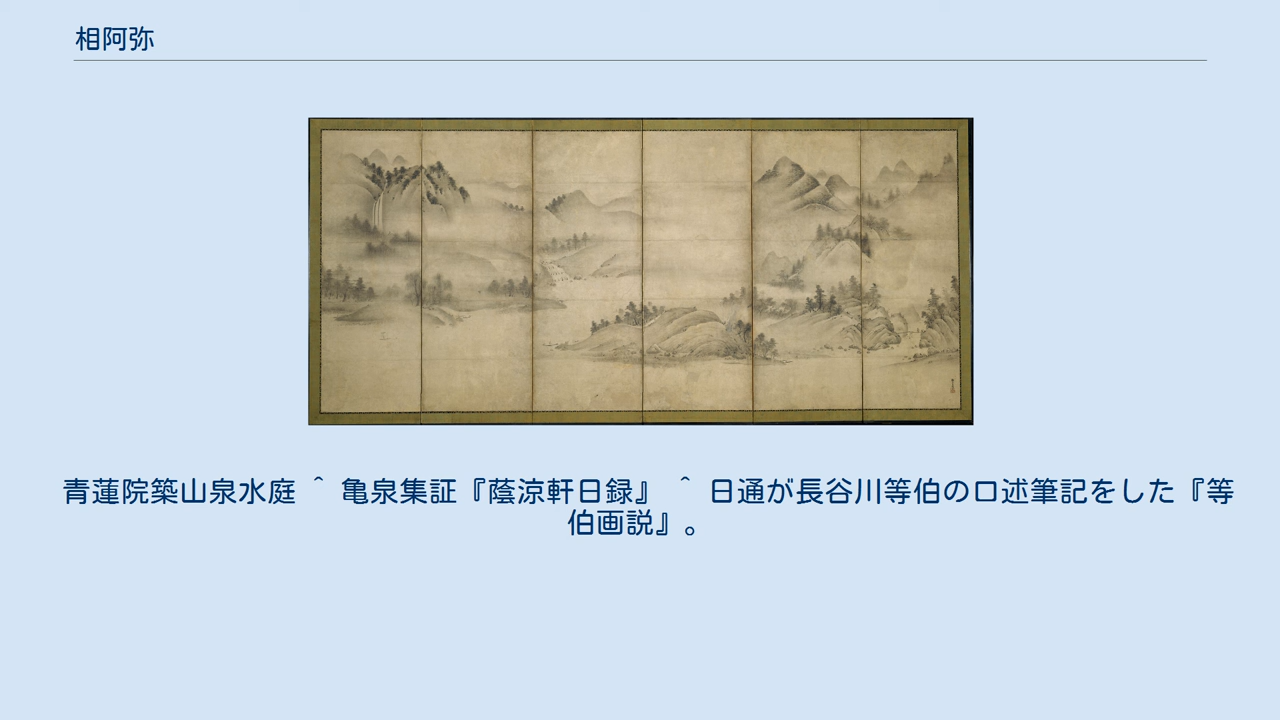 相阿弥
青蓮院築山泉水庭 ＾ 亀泉集証『蔭涼軒日録』 ＾ 日通が長谷川等伯の口述筆記をした『等
伯画説』。